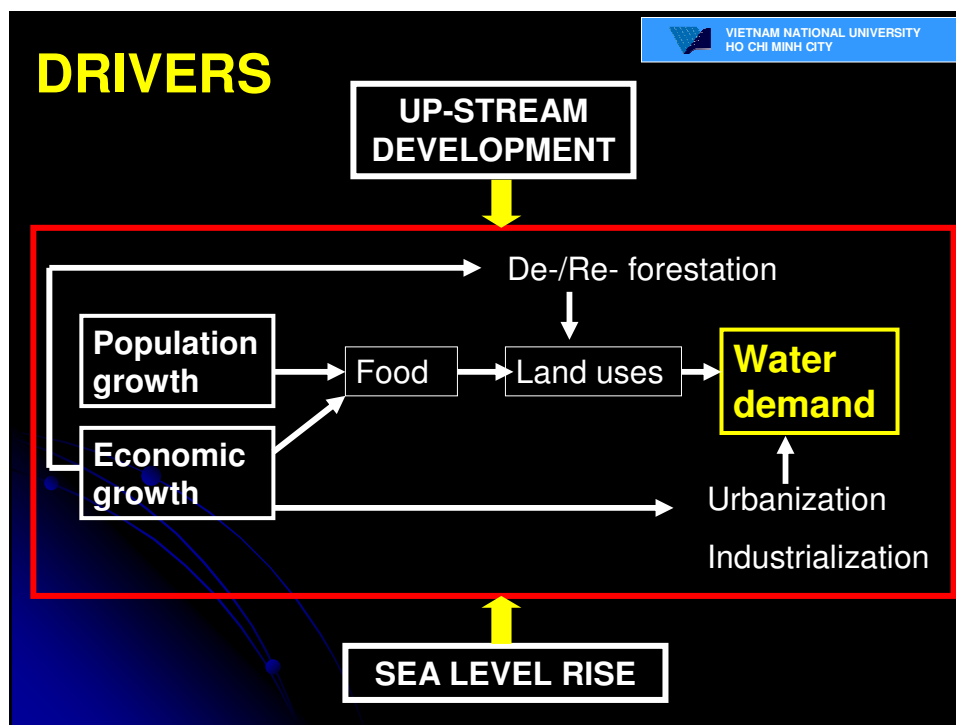 VIETNAM NATIONAL UNIVERSITY
HO CHI MINH CITY
DRIVERS
UP-STREAM
DEVELOPMENT
De-/Re- forestation
Population
growth
Food
Land uses
Water
demand
Economic
growth
Urbanization
Industrialization
SEA LEVEL RISE